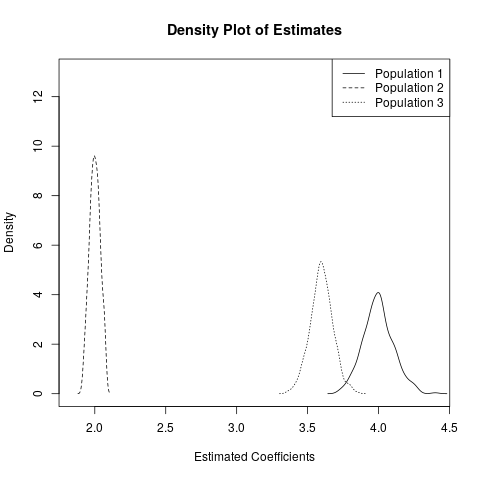 Density Plot of Estimates
Population 1
Population 2
Population 3
12
10
8
6
4
2
0
Density
2.0 2.5 3.0 3.5 4.0 4.5
Estimated Coefficients